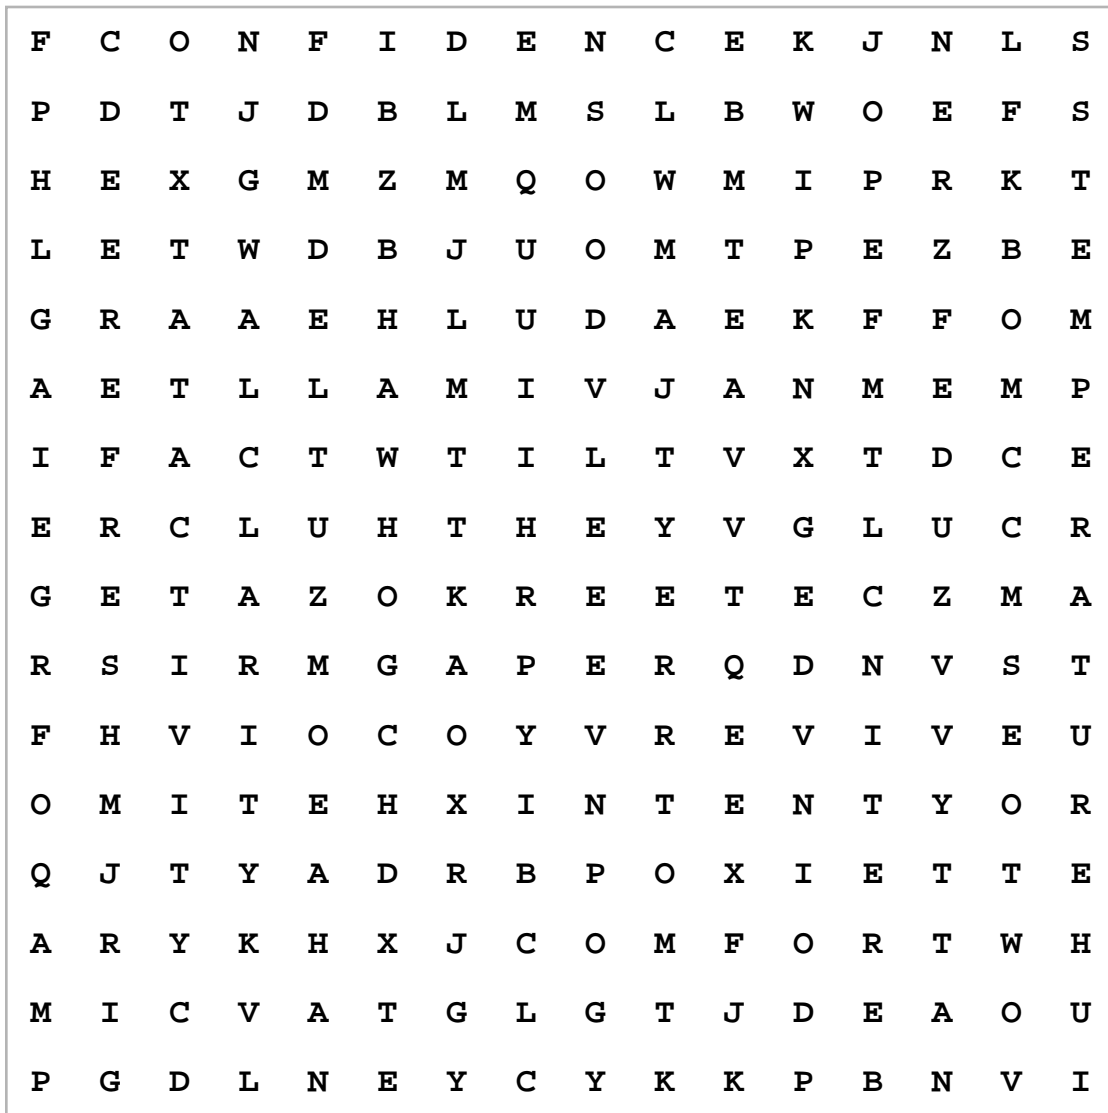 F C O N F I D E N C E K J N L S
P D T J D B L M S L B W O E F S
H E X G M Z M Q O W M I P R K T
L E T W D B J U O M T P E Z B E
G R A A E H L U D A E K F F O M
A E T L L A M I V J A N M E M P
I F A C T W T I L T V X T D C E
E R C L U H T H E Y V G L U C R
G E T A Z O K R E E T E C Z M A
R S I R M G A P E R Q D N V S T
F H V I O C O Y V R E V I V E U
O M I T E H X I N T E N T Y O R
Q J T Y A D R B P O X I E T T E
A R Y K H X J C O M F O R T W H
M I C V A T G L G T J D E A O U
P G D L N E Y C Y K K P B N V I